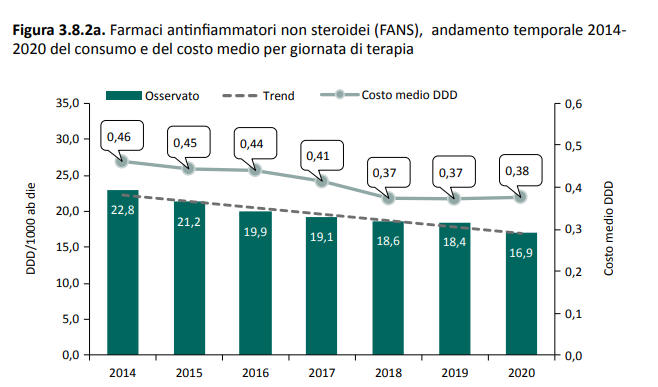 Figura 3.8.2a. Farmaci antinfiammatori non steroidei (FANS), andamento temporale 2014-
2020 del consumo e del costo medio per giornata di terapia
Osservato Trend Costo medio DDD
35,0
30,0
25,0
20,0
15,0
10,0
5,0
0,0
DDD/1000 ab die
0,46 0,45 0,44 0,41 0,37 0,37 0,38
22,8 21,2 19,9 19,1 18,6 18,4 16,9
0,6
0,5
0,4
0,3
0,2
0,1
0,0
Costo medio DDD
2014 2015 2016 2017 2018 2019 2020